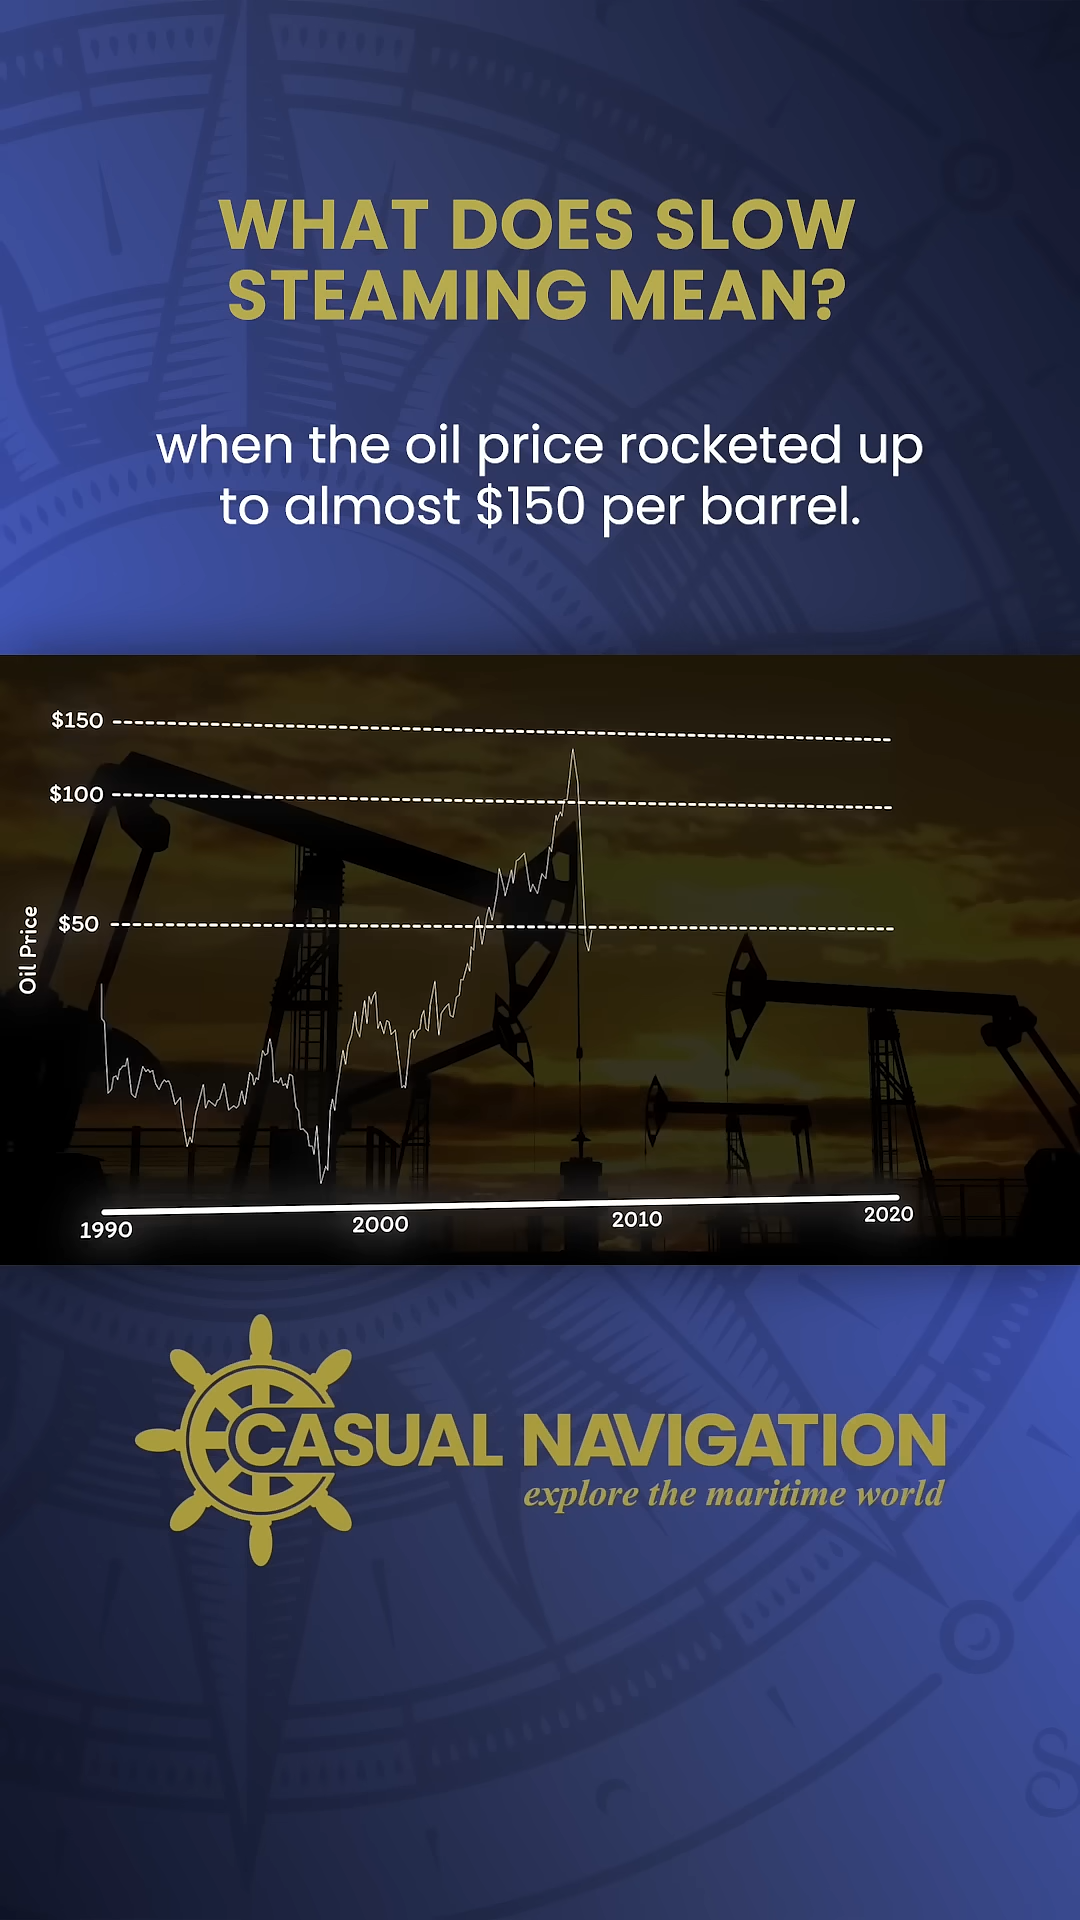 WHAT DOES SLOW
STEAMING MEAN?
when the oil price rocketed up
to almost $150 per barrel.
$150
$100
$50
Oil Price
1990
2000
2010
2020
CASUAL NAVIGATION
explore the maritime world
S